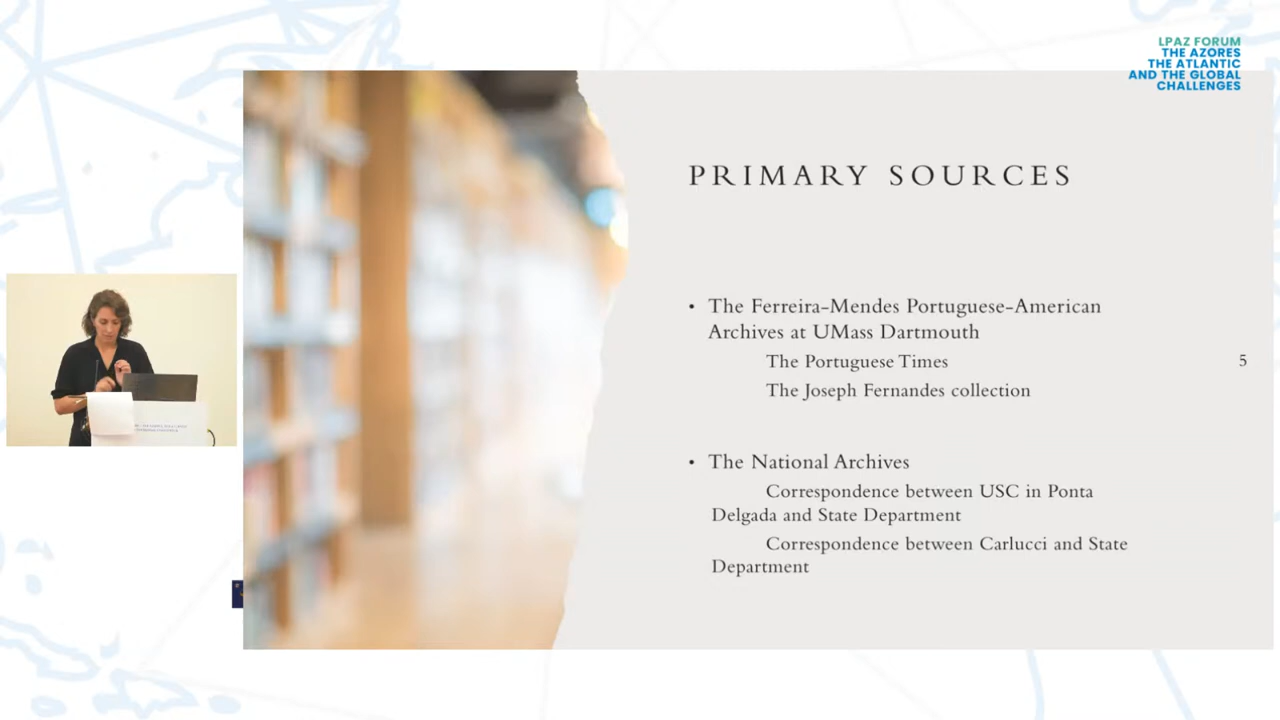 LPAZ FORUM
THE AZORES
THE ATLANTIC
AND THE GLOBAL
CHALLENGES
PRIMARY SOURCES
• The Ferreira-Mendes Portuguese-American
Archives at UMass Dartmouth
The Portuguese Times
The Joseph Fernandes collection
5
• The National Archives
Correspondence between USC in Ponta
Delgada and State Department
Correspondence between Carlucci and State
Department